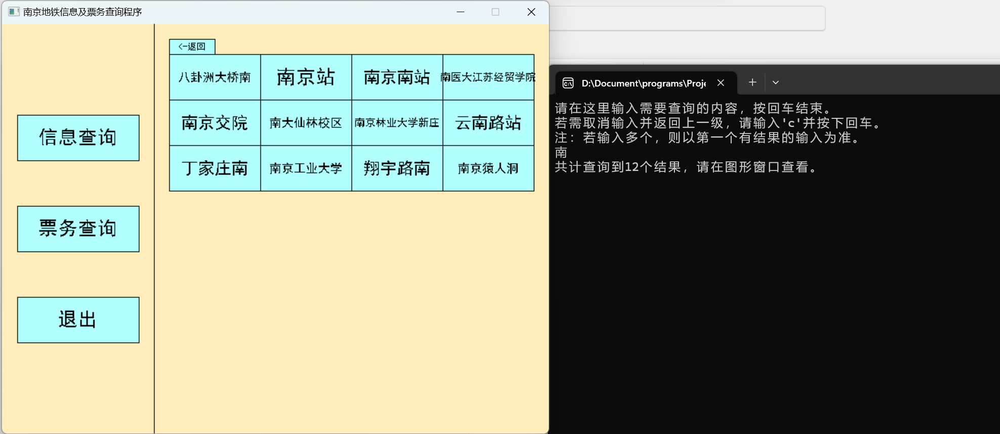 南京地铁信息及票务查询程序
信息查询
票务查询
退出
<-返回
八卦洲大桥南 南京站 南京南站 南医大江苏经贸学院
南京交院 南大仙林校区 南京林业大学新庄 云南路站
丁家庄南 南京工业大学 翔宇路南 南京猿人洞
D:\Document\programs\Proje
请在这里输入需要查询的内容，按回车结束。
若需取消输入并返回上一级，请输入'c'并按下回车。
注：若输入多个，则以第一个有结果的输入为准。
南
共计查询到12个结果，请在图形窗口查看。